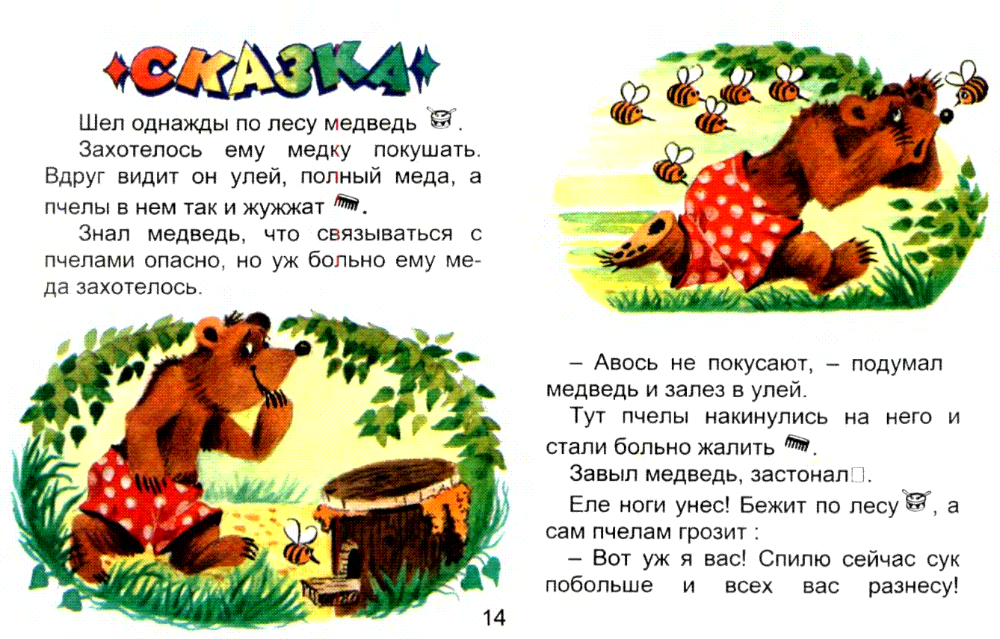 СКАЗКА
Шел однажды по лесу медведь .
Захотелось ему медку покушать.
Вдруг видит он улей, полный меда, а
пчелы в нем так и жужжат .
Знал медведь, что связываться с
пчелами опасно, но уж больно ему ме-
да захотелось.
14
– Авось не покусают, – подумал
медведь и залез в улей.
Тут пчелы накинулись на него и
стали больно жалить .
Завыл медведь, застонал□.
Еле ноги унес! Бежит по лесу , а
сам пчелам грозит :
– Вот уж я вас! Спилю сейчас сук
побольше и всех вас разнесу!